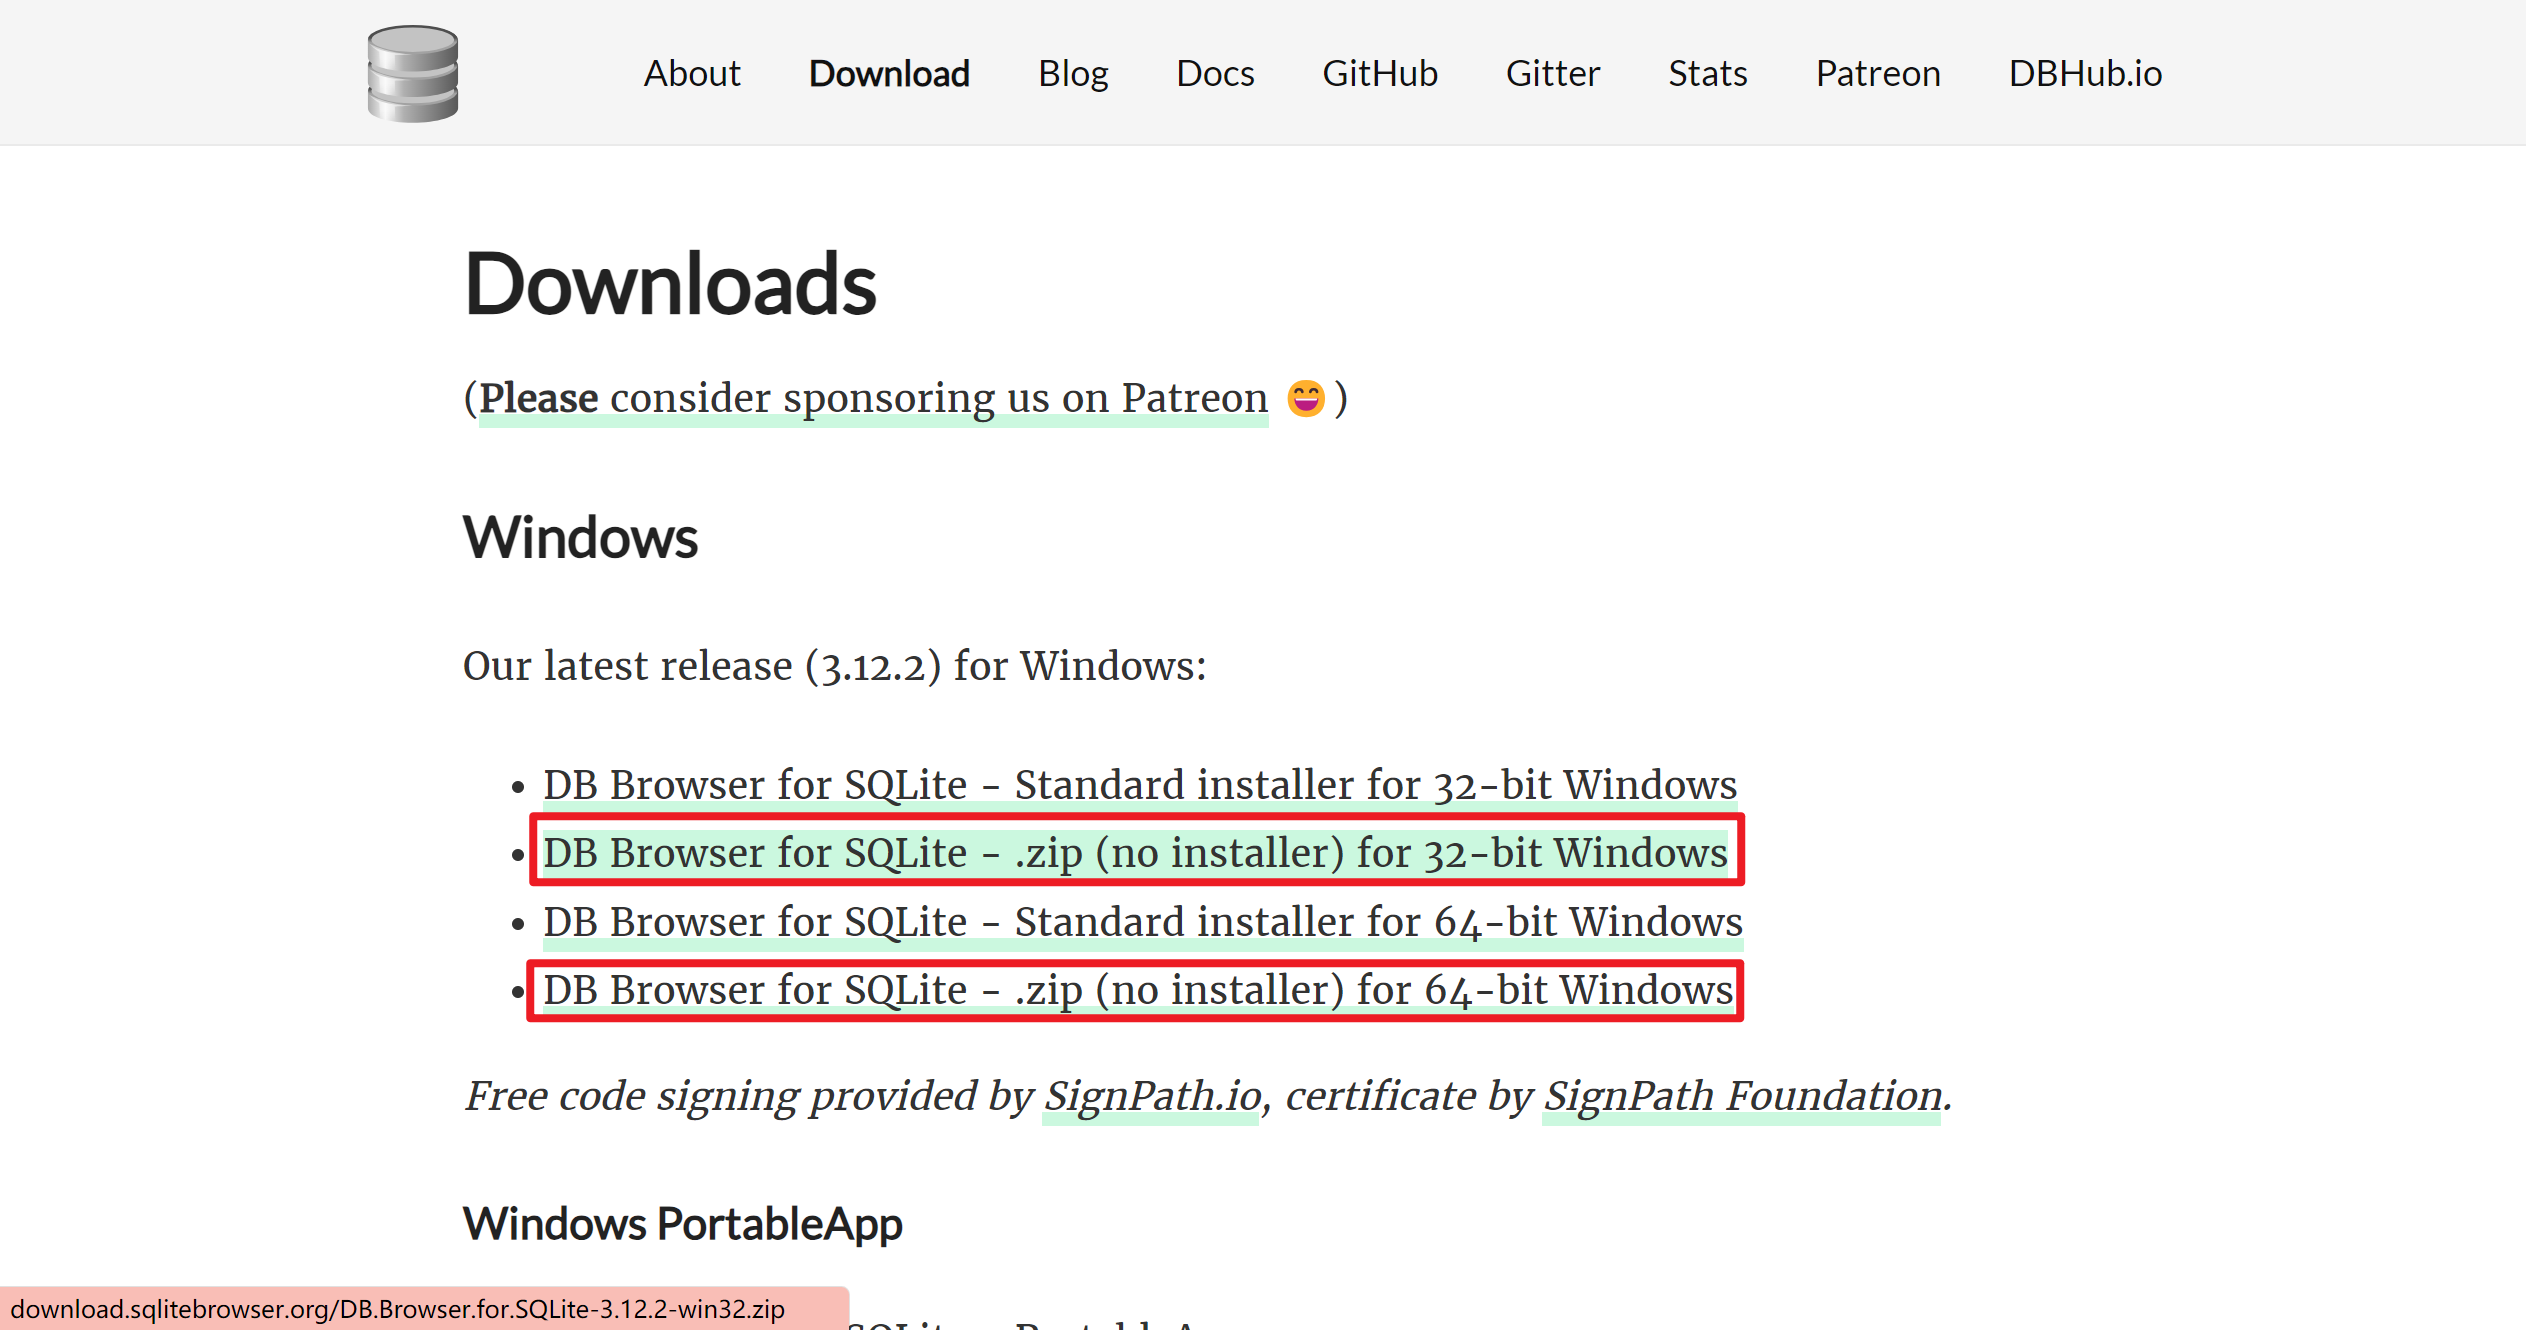 About Download Blog Docs GitHub Gitter Stats Patreon DBHub.io
Downloads
(Please consider sponsoring us on Patreon 😄 )
Windows
Our latest release (3.12.2) for Windows:
• DB Browser for SQLite - Standard installer for 32-bit Windows
• DB Browser for SQLite - .zip (no installer) for 32-bit Windows
• DB Browser for SQLite - Standard installer for 64-bit Windows
• DB Browser for SQLite - .zip (no installer) for 64-bit Windows
Free code signing provided by SignPath.io, certificate by SignPath Foundation.
Windows PortableApp
download.sqlitebrowser.org/DB.Browser.for.SQLite-3.12.2-win32.zip